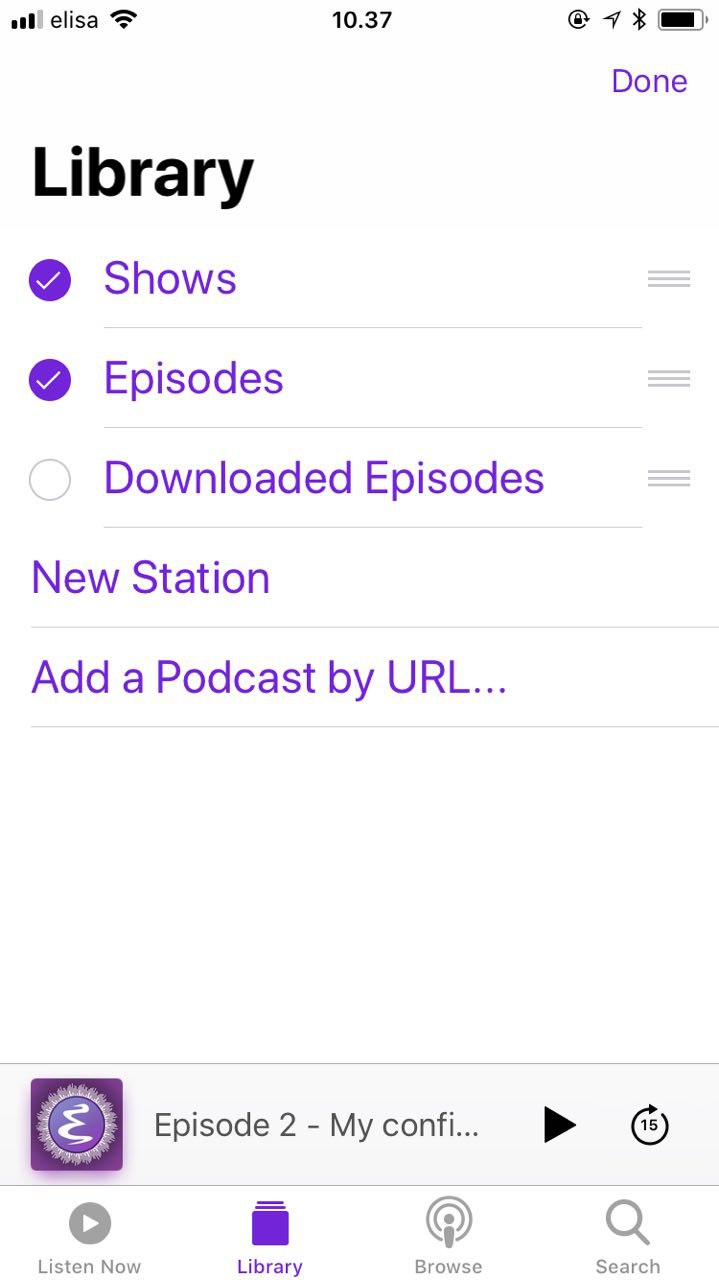 elisa
10.37
Done
Library
Shows
Episodes
Downloaded Episodes
New Station
Add a Podcast by URL...
Episode 2 - My confi...
15
Listen Now
Library
Browse
Search